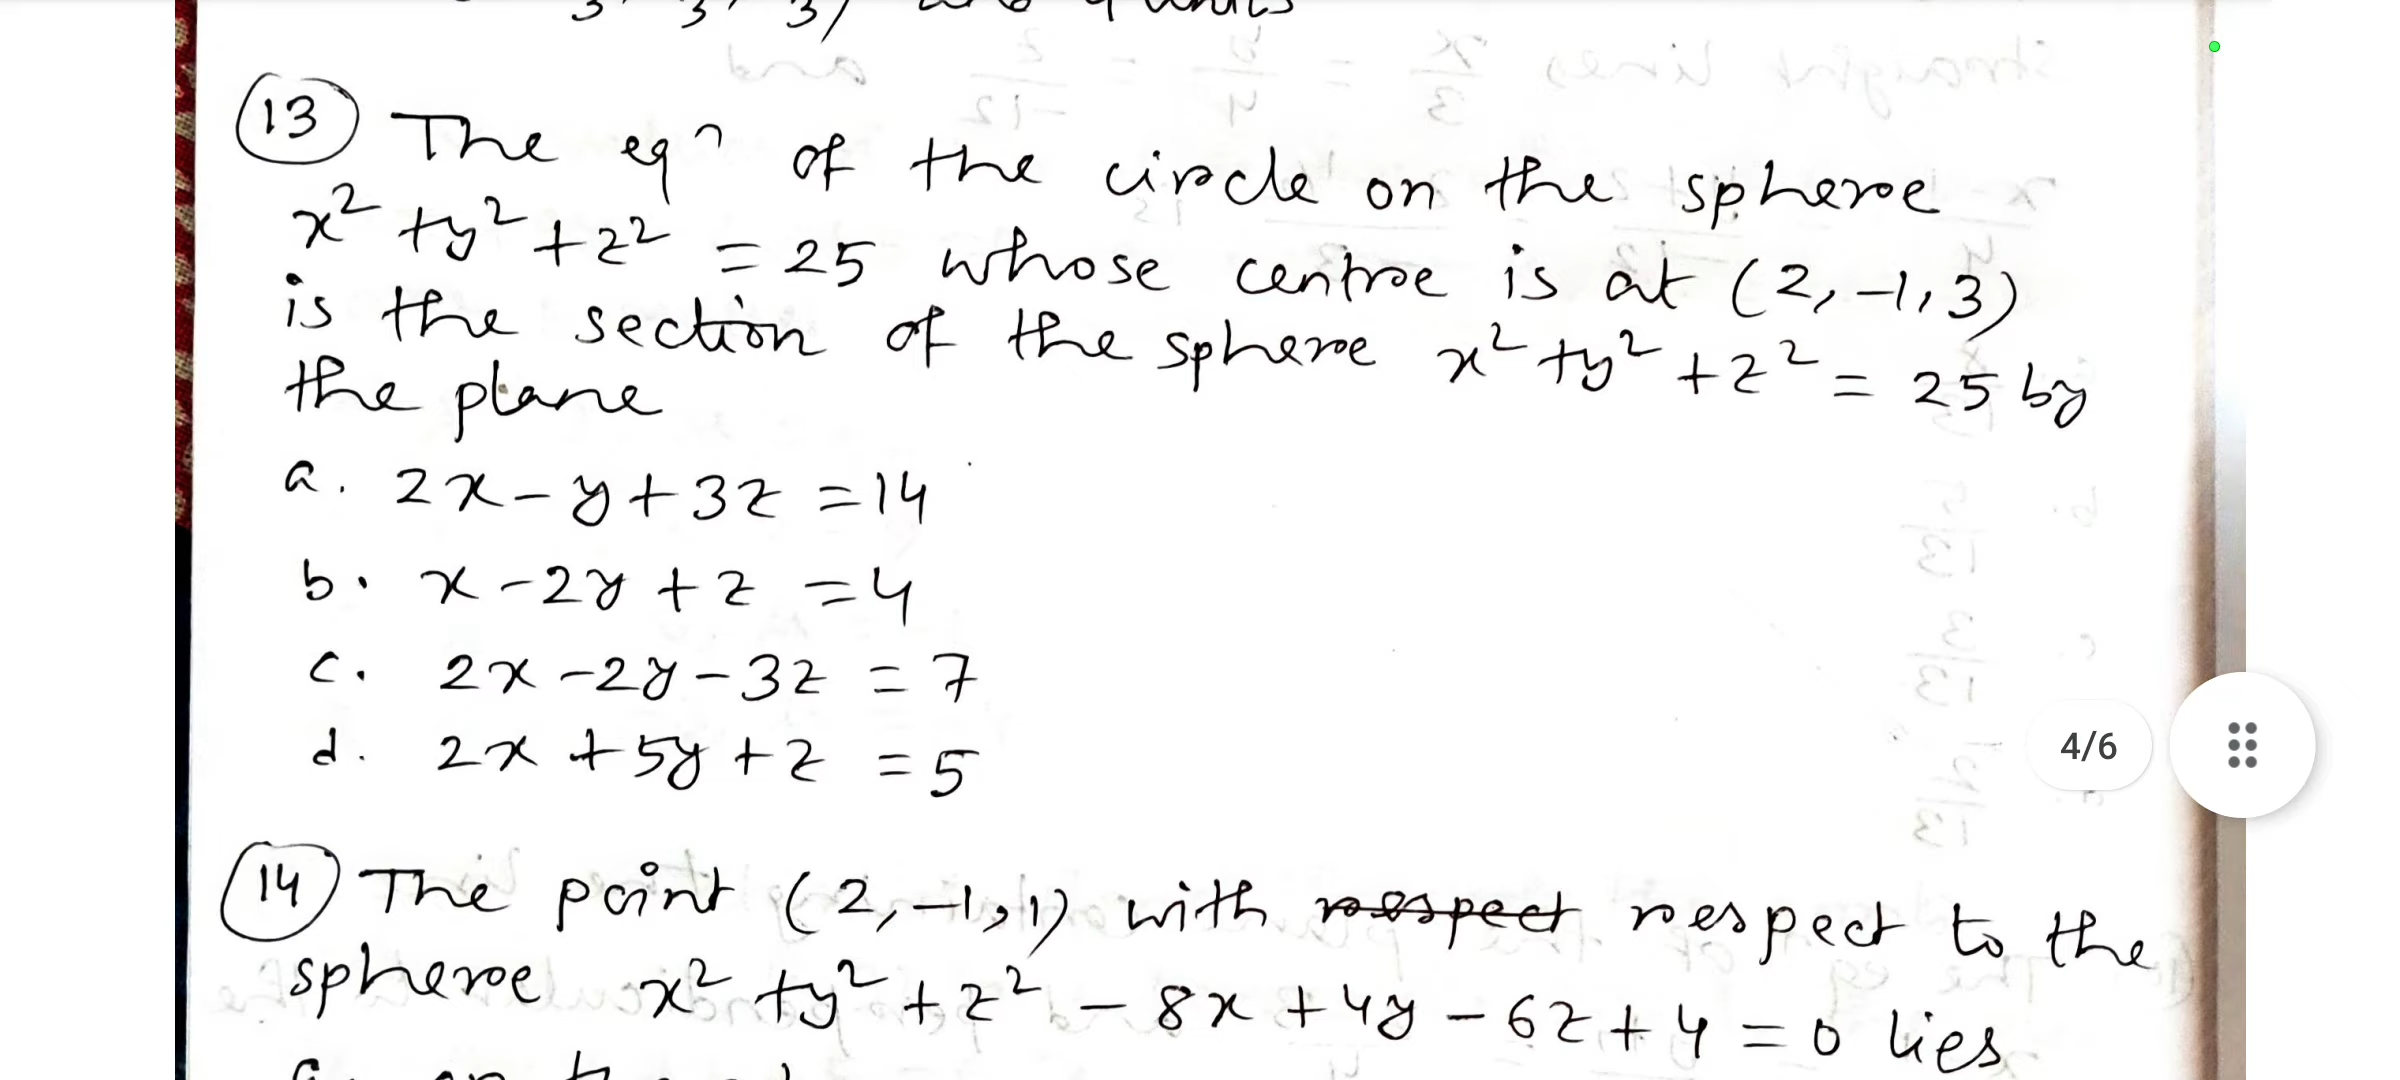 (13) The eqn of the circle on the sphere
x² + y² + z² = 25 whose centre is at (2, -1, 3)
is the section of the sphere x² + y² + z² = 25 by
the plane
a. 2x - y + 3z = 14
b. x - 2y + z = 4
c. 2x - 2y - 3z = 7
d. 2x + 5y + z = 5
4/6
(14) The point (2, -1, 1) with respect to the
sphere x² + y² + z² - 8x + 4y - 6z + 4 = 0 lies